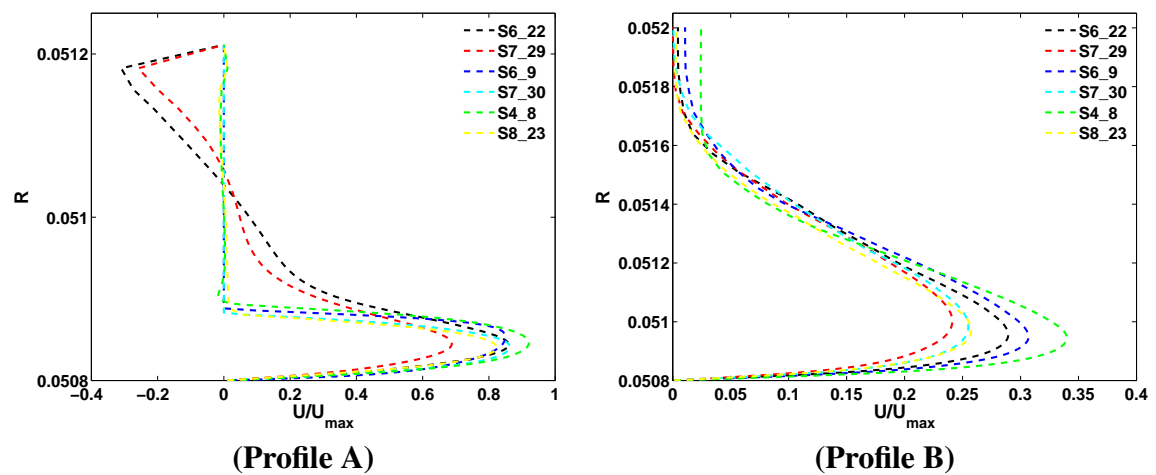 S6_22
S7_29
S6_9
S7_30
S4_8
S8_23
0.0512
0.051
0.0508
R
−0.4 −0.2 0 0.2 0.4 0.6 0.8 1
U/Umax
(Profile A)
S6_22
S7_29
S6_9
S7_30
S4_8
S8_23
0.052
0.0518
0.0516
0.0514
0.0512
0.051
0.0508
R
0 0.05 0.1 0.15 0.2 0.25 0.3 0.35 0.4
U/Umax
(Profile B)